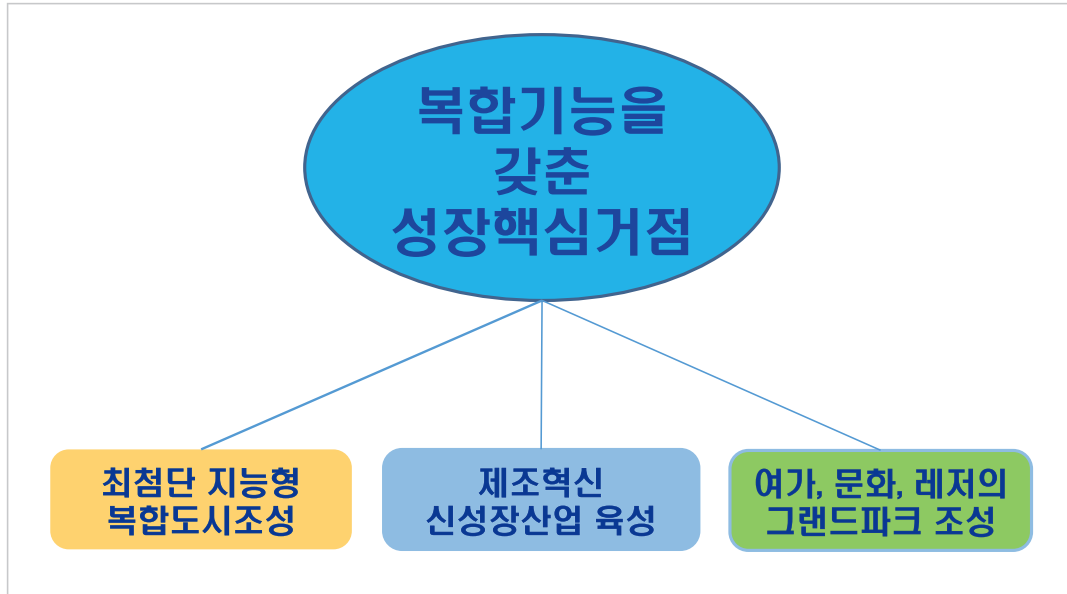 복합기능을
갖춘
성장핵심거점
최첨단 지능형
복합도시조성
제조혁신
신성장산업 육성
여가, 문화, 레저의
그랜드파크 조성